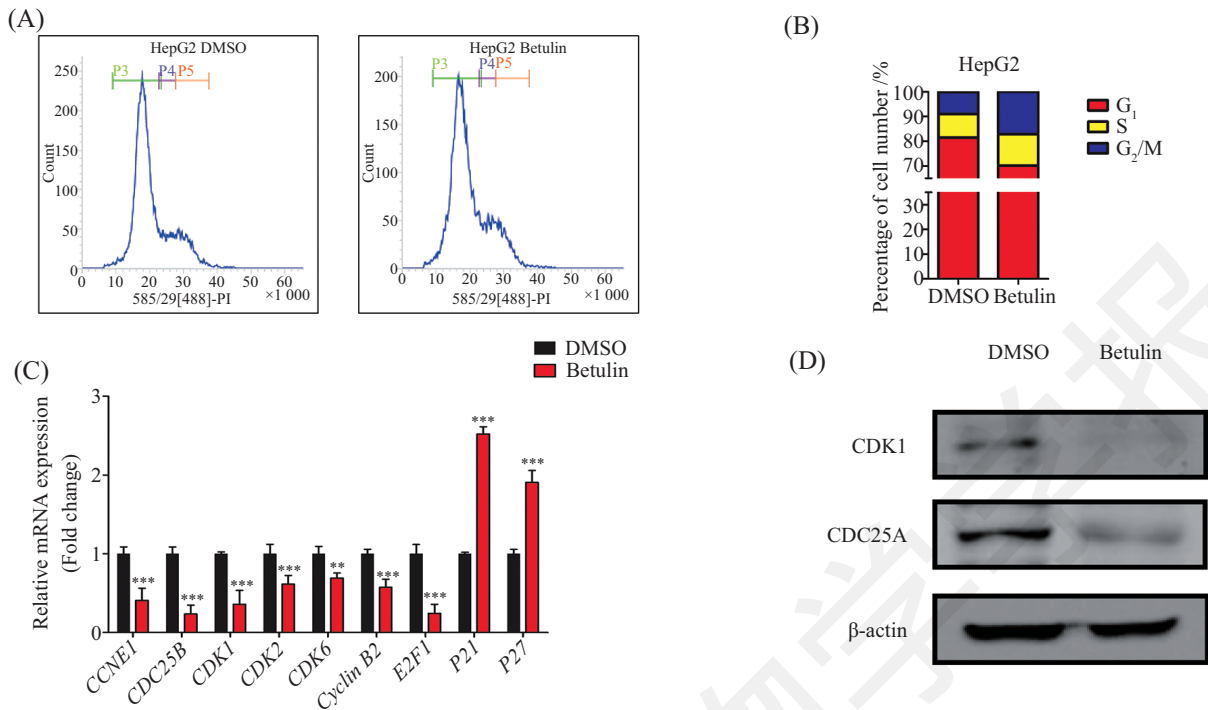 (A)
HepG2 DMSO
P3 P4 P5
250
200
150
100
50
0
Count
0 10 20 30 40 50 60
585/29[488]-PI ×1 000
HepG2 Betulin
P3 P4 P5
200
150
100
50
0
Count
0 10 20 30 40 50 60
585/29[488]-PI ×1 000
(B)
HepG2
Percentage of cell number /%
100
90
80
70
30
20
10
0
DMSO Betulin
G₁
S
G₂/M
(C)
DMSO
Betulin
Relative mRNA expression
(Fold change)
3
2
1
0
*** *** *** *** ** *** *** *** ***
CCNE1 CDC25B CDK1 CDK2 CDK6 Cyclin B2 E2F1 P21 P27
(D)
DMSO Betulin
CDK1
CDC25A
β-actin
物学学报